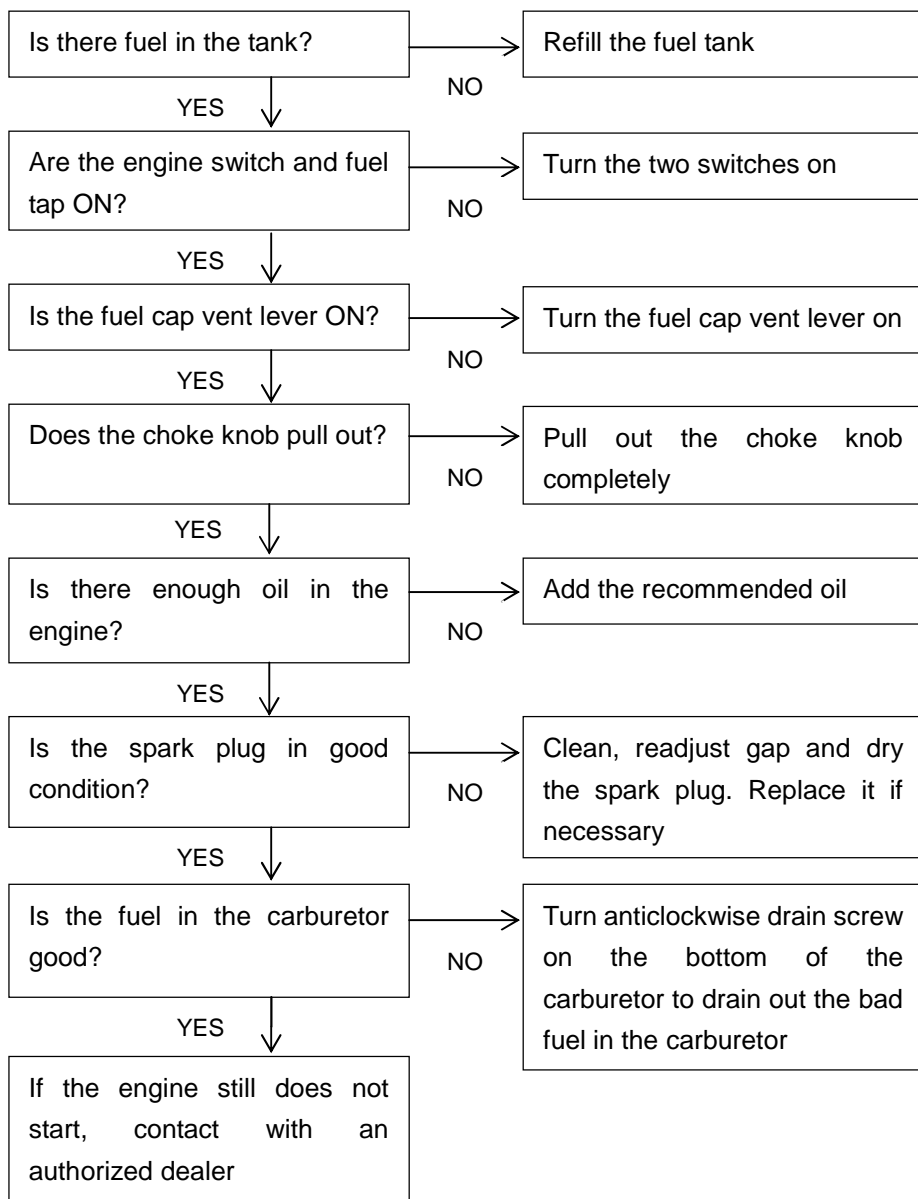 Is there fuel in the tank?
Refill the fuel tank
NO
YES
Are the engine switch and fuel
tap ON?
Turn the two switches on
NO
YES
Is the fuel cap vent lever ON?
Turn the fuel cap vent lever on
NO
YES
Does the choke knob pull out?
Pull out the choke knob
completely
NO
YES
Is there enough oil in the
engine?
Add the recommended oil
NO
YES
Is the spark plug in good
condition?
Clean, readjust gap and dry
the spark plug. Replace it if
necessary
NO
YES
Is the fuel in the carburetor
good?
Turn anticlockwise drain screw
on the bottom of the
carburetor to drain out the bad
fuel in the carburetor
NO
YES
If the engine still does not
start, contact with an
authorized dealer